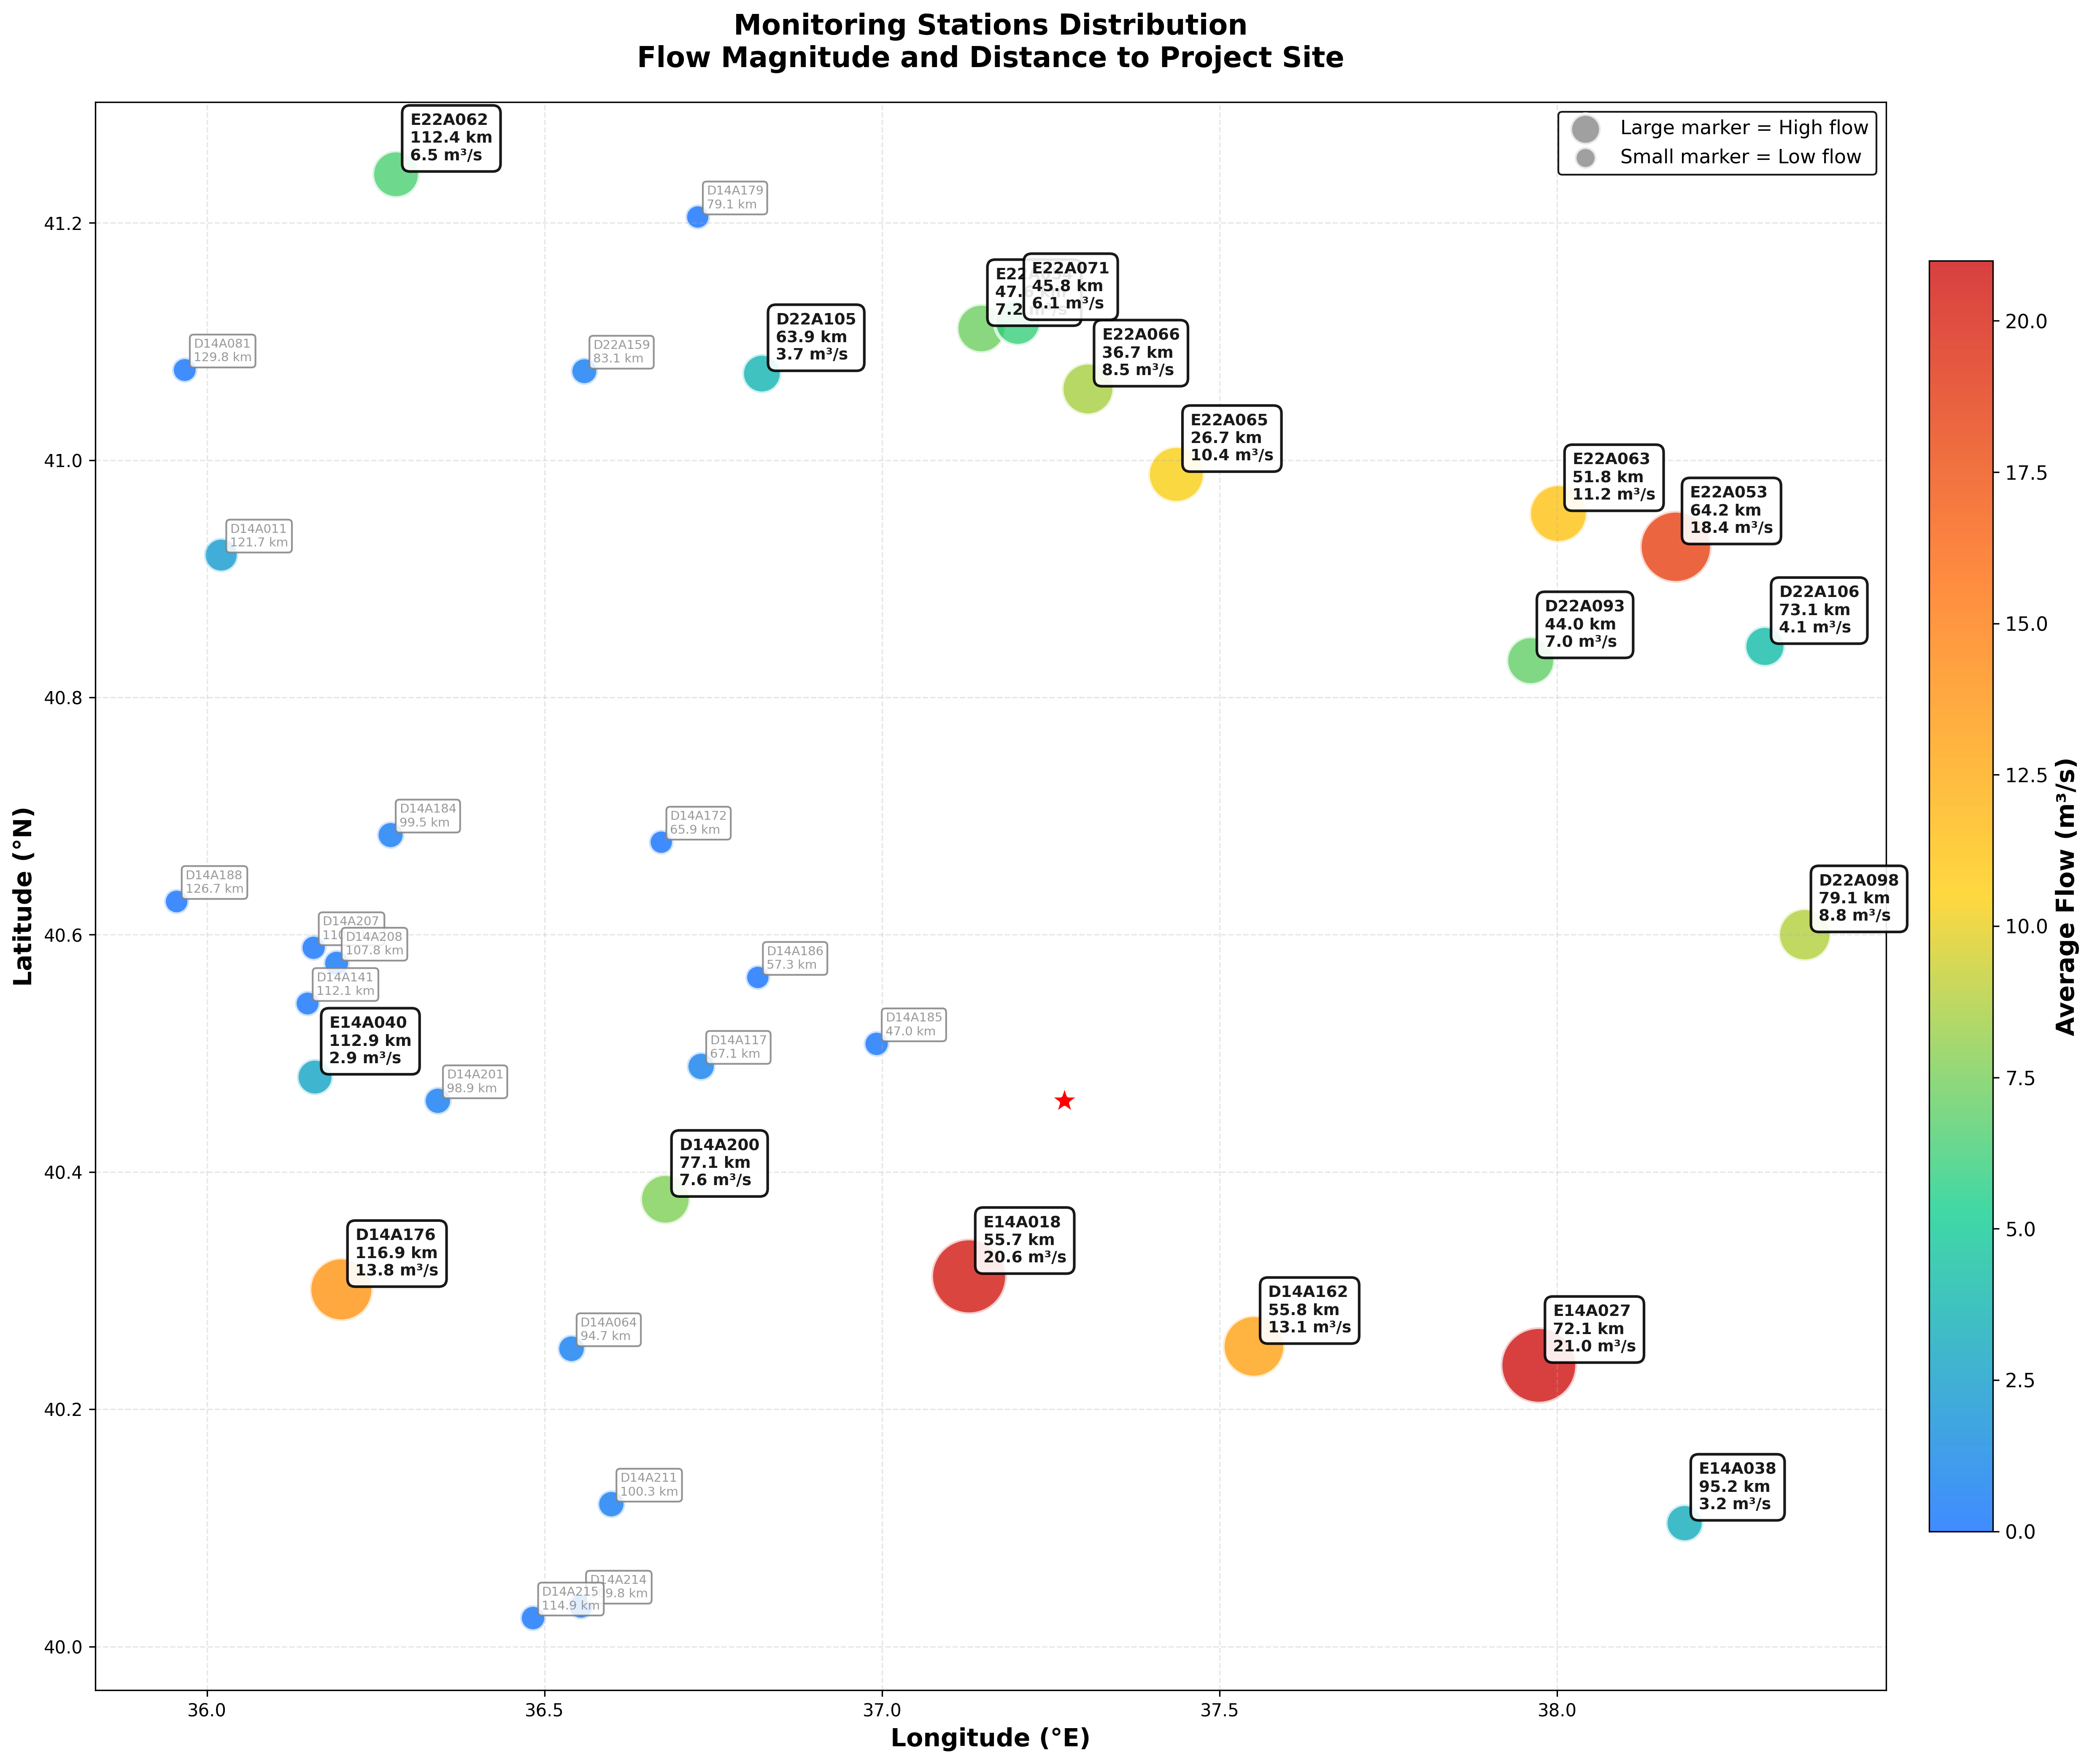 Monitoring Stations Distribution
Flow Magnitude and Distance to Project Site
Large marker = High flow
Small marker = Low flow
E22A062
112.4 km
6.5 m³/s
D14A179
79.1 km
E22A071
45.8 km
6.1 m³/s
D22A105
63.9 km
3.7 m³/s
E22A066
36.7 km
8.5 m³/s
D14A081
129.8 km
D22A159
83.1 km
E22A065
26.7 km
10.4 m³/s
E22A063
51.8 km
11.2 m³/s
E22A053
64.2 km
18.4 m³/s
D14A011
121.7 km
D22A106
73.1 km
4.1 m³/s
D22A093
44.0 km
7.0 m³/s
D14A184
99.5 km
D14A172
65.9 km
D14A188
126.7 km
D22A098
79.1 km
8.8 m³/s
D14A207
D14A208
107.8 km
D14A186
57.3 km
D14A141
112.1 km
E14A040
112.9 km
2.9 m³/s
D14A185
47.0 km
D14A117
67.1 km
D14A201
98.9 km
D14A200
77.1 km
7.6 m³/s
D14A176
116.9 km
13.8 m³/s
E14A018
55.7 km
20.6 m³/s
D14A162
55.8 km
13.1 m³/s
E14A027
72.1 km
21.0 m³/s
D14A064
94.7 km
E14A038
95.2 km
3.2 m³/s
D14A211
100.3 km
D14A214
D14A215
114.9 km
41.2
41.0
40.8
40.6
40.4
40.2
40.0
Latitude (°N)
36.0
36.5
37.0
37.5
38.0
Longitude (°E)
20.0
17.5
15.0
12.5
10.0
7.5
5.0
2.5
0.0
Average Flow (m³/s)